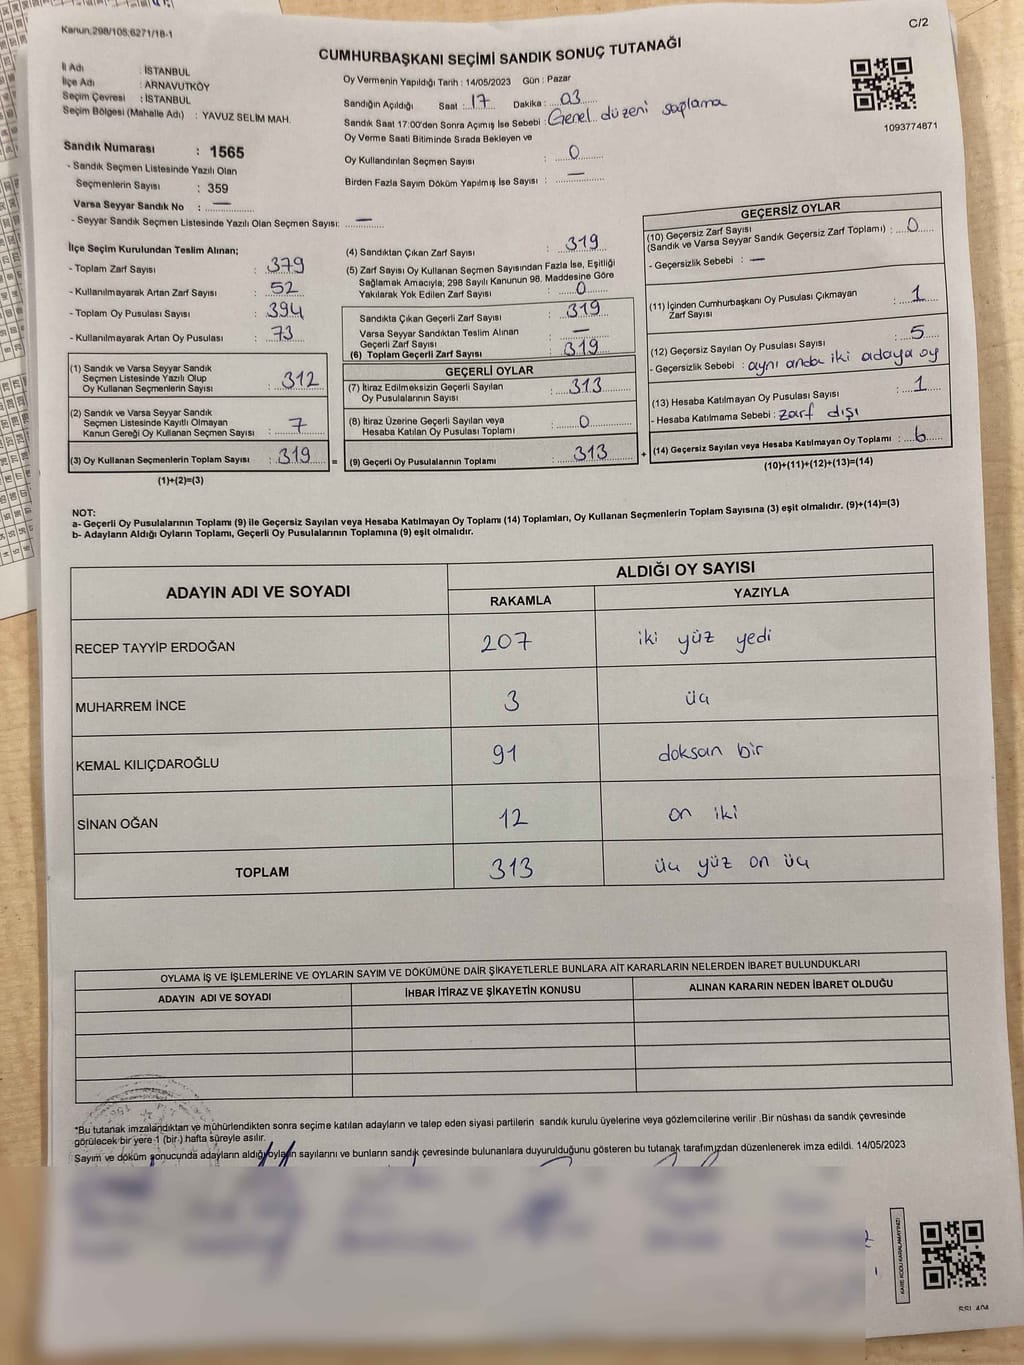 Kanun.298/105,6271/18-1
C/2
CUMHURBAŞKANI SEÇİMİ SANDIK SONUÇ TUTANAĞI
İl Adı : İSTANBUL
İlçe Adı : ARNAVUTKÖY
Seçim Çevresi : İSTANBUL
Seçim Bölgesi (Mahalle Adı) : YAVUZ SELİM MAH.
Sandık Numarası : 1565
- Sandık Seçmen Listesinde Yazılı Olan
Seçmenlerin Sayısı : 359
Varsa Seyyar Sandık No : —
- Seyyar Sandık Seçmen Listesinde Yazılı Olan Seçmen Sayısı: —
Oy Vermenin Yapıldığı Tarih : 14/05/2023 Gün : Pazar
Sandığın Açıldığı Saat : 17 Dakika : 03
Sandık Saat 17:00'den Sonra Açmış İse Sebebi : Genel düzeni saplama
Oy Verme Saati Bitiminde Sırada Bekleyen ve
Oy Kullandırılan Seçmen Sayısı : 0
Birden Fazla Sayım Döküm Yapılmış İse Sayısı : —
1093774871
İlçe Seçim Kurulundan Teslim Alınan;
- Toplam Zarf Sayısı : 379
- Kullanılmayarak Artan Zarf Sayısı : 52
- Toplam Oy Pusulası Sayısı : 394
- Kullanılmayarak Artan Oy Pusulası : 73
(1) Sandık ve Varsa Seyyar Sandık
Seçmen Listesinde Yazılı Olup
Oy Kullanan Seçmenlerin Sayısı : 312
(2) Sandık ve Varsa Seyyar Sandık
Seçmen Listesinde Kayıtlı Olmayan
Kanun Gereği Oy Kullanan Seçmen Sayısı : 7
(3) Oy Kullanan Seçmenlerin Toplam Sayısı : 319
(1)+(2)=(3)
(4) Sandıktan Çıkan Zarf Sayısı : 319
(5) Zarf Sayısı Oy Kullanan Seçmen Sayısından Fazla İse, Eşitliği
Sağlamak Amacıyla; 298 Sayılı Kanunun 98. Maddesine Göre
Yakılarak Yok Edilen Zarf Sayısı : 0
Sandıkta Çıkan Geçerli Zarf Sayısı : 319
Varsa Seyyar Sandıktan Teslim Alınan
Geçerli Zarf Sayısı : —
(6) Toplam Geçerli Zarf Sayısı : 319
GEÇERLİ OYLAR
(7) İtiraz Edilmeksizin Geçerli Sayılan
Oy Pusulasının Sayısı : 313
(8) İtiraz Üzerine Geçerli Sayılan veya
Hesaba Katılan Oy Pusulası Toplamı : 0
= (9) Geçerli Oy Pusulalarının Toplamı : 313 +
GEÇERSİZ OYLAR
(10) Geçersiz Zarf Sayısı
(Sandık ve Varsa Seyyar Sandık Geçersiz Zarf Toplamı) : 0
- Geçersizlik Sebebi : —
(11) İçinden Cumhurbaşkanı Oy Pusulası Çıkmayan
Zarf Sayısı : 1
(12) Geçersiz Sayılan Oy Pusulası Sayısı : 5
- Geçersizlik Sebebi : aynı anda iki adaya oy
(13) Hesaba Katılmayan Oy Pusulası Sayısı : 1
- Hesaba Katılmama Sebebi : zarf dışı
(14) Geçersiz Sayılan veya Hesaba Katılmayan Oy Toplamı : 6
(10)+(11)+(12)+(13)=(14)
NOT:
a- Geçerli Oy Pusulalarının Toplamı (9) ile Geçersiz Sayılan veya Hesaba Katılmayan Oy Toplamı (14) Toplamları, Oy Kullanan Seçmenlerin Toplam Sayısına (3) eşit olmalıdır. (9)+(14)=(3)
b- Adayların Aldığı Oyların Toplamı, Geçerli Oy Pusulalarının Toplamına (9) eşit olmalıdır.
ADAYIN ADI VE SOYADI
ALDIĞI OY SAYISI
RAKAMLA YAZIYLA
RECEP TAYYİP ERDOĞAN 207 iki yüz yedi
MUHARREM İNCE 3 üç
KEMAL KILIÇDAROĞLU 91 doksan bir
SİNAN OĞAN 12 on iki
TOPLAM 313 üç yüz on üç
OYLAMA İŞ VE İŞLEMLERİNE VE OYLARIN SAYIM VE DÖKÜMÜNE DAİR ŞİKAYETLERLE BUNLARA AİT KARARLARIN NELERDEN İBARET BULUNDUKLARI
ADAYIN ADI VE SOYADI İHBAR İTİRAZ VE ŞİKAYETİN KONUSU ALINAN KARARIN NEDEN İBARET OLDUĞU
*Bu tutanak imzalandıktan ve mühürlendikten sonra seçime katılan adayların ve talep eden siyasi partilerin sandık kurulu üyelerine veya gözlemcilerine verilir .Bir nüshası da sandık çevresinde
görülecek bir yere 1 (bir) hafta süreyle asılır.
Sayım ve döküm sonucunda adayların aldığı oyların sayılarını ve bunların sandık çevresinde bulunanlara duyurulduğunu gösteren bu tutanak tarafımızdan düzenlenerek imza edildi. 14/05/2023
KARE KODU KARALAMAYINIZ!